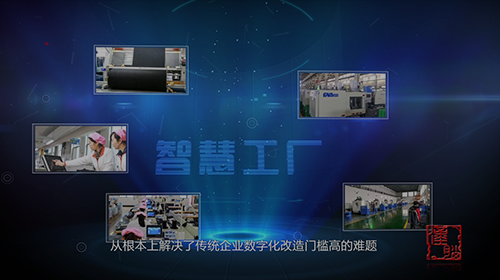 智慧工厂
从根本上解决了传统企业数字化改造门槛高的难题